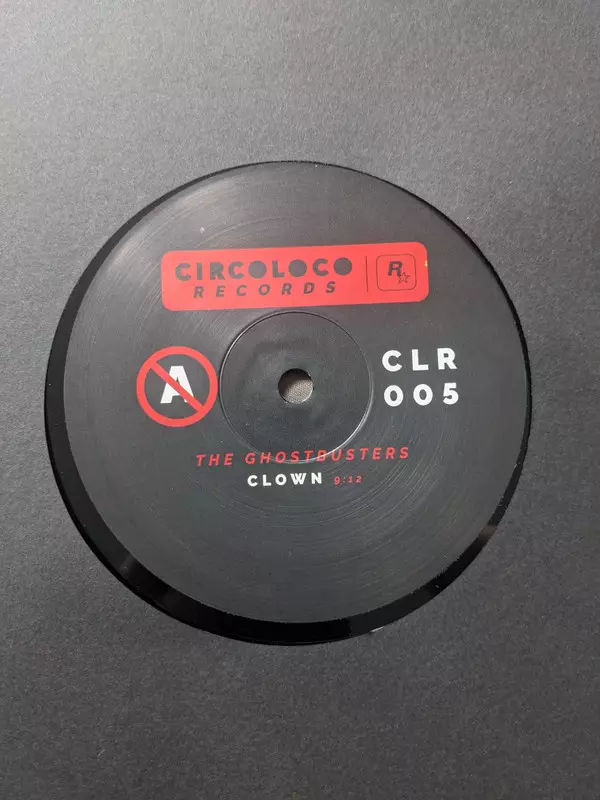 CIRCOLOCO
RECORDS
R
A
CLR
005
THE GHOSTBUSTERS
CLOWN 9:12